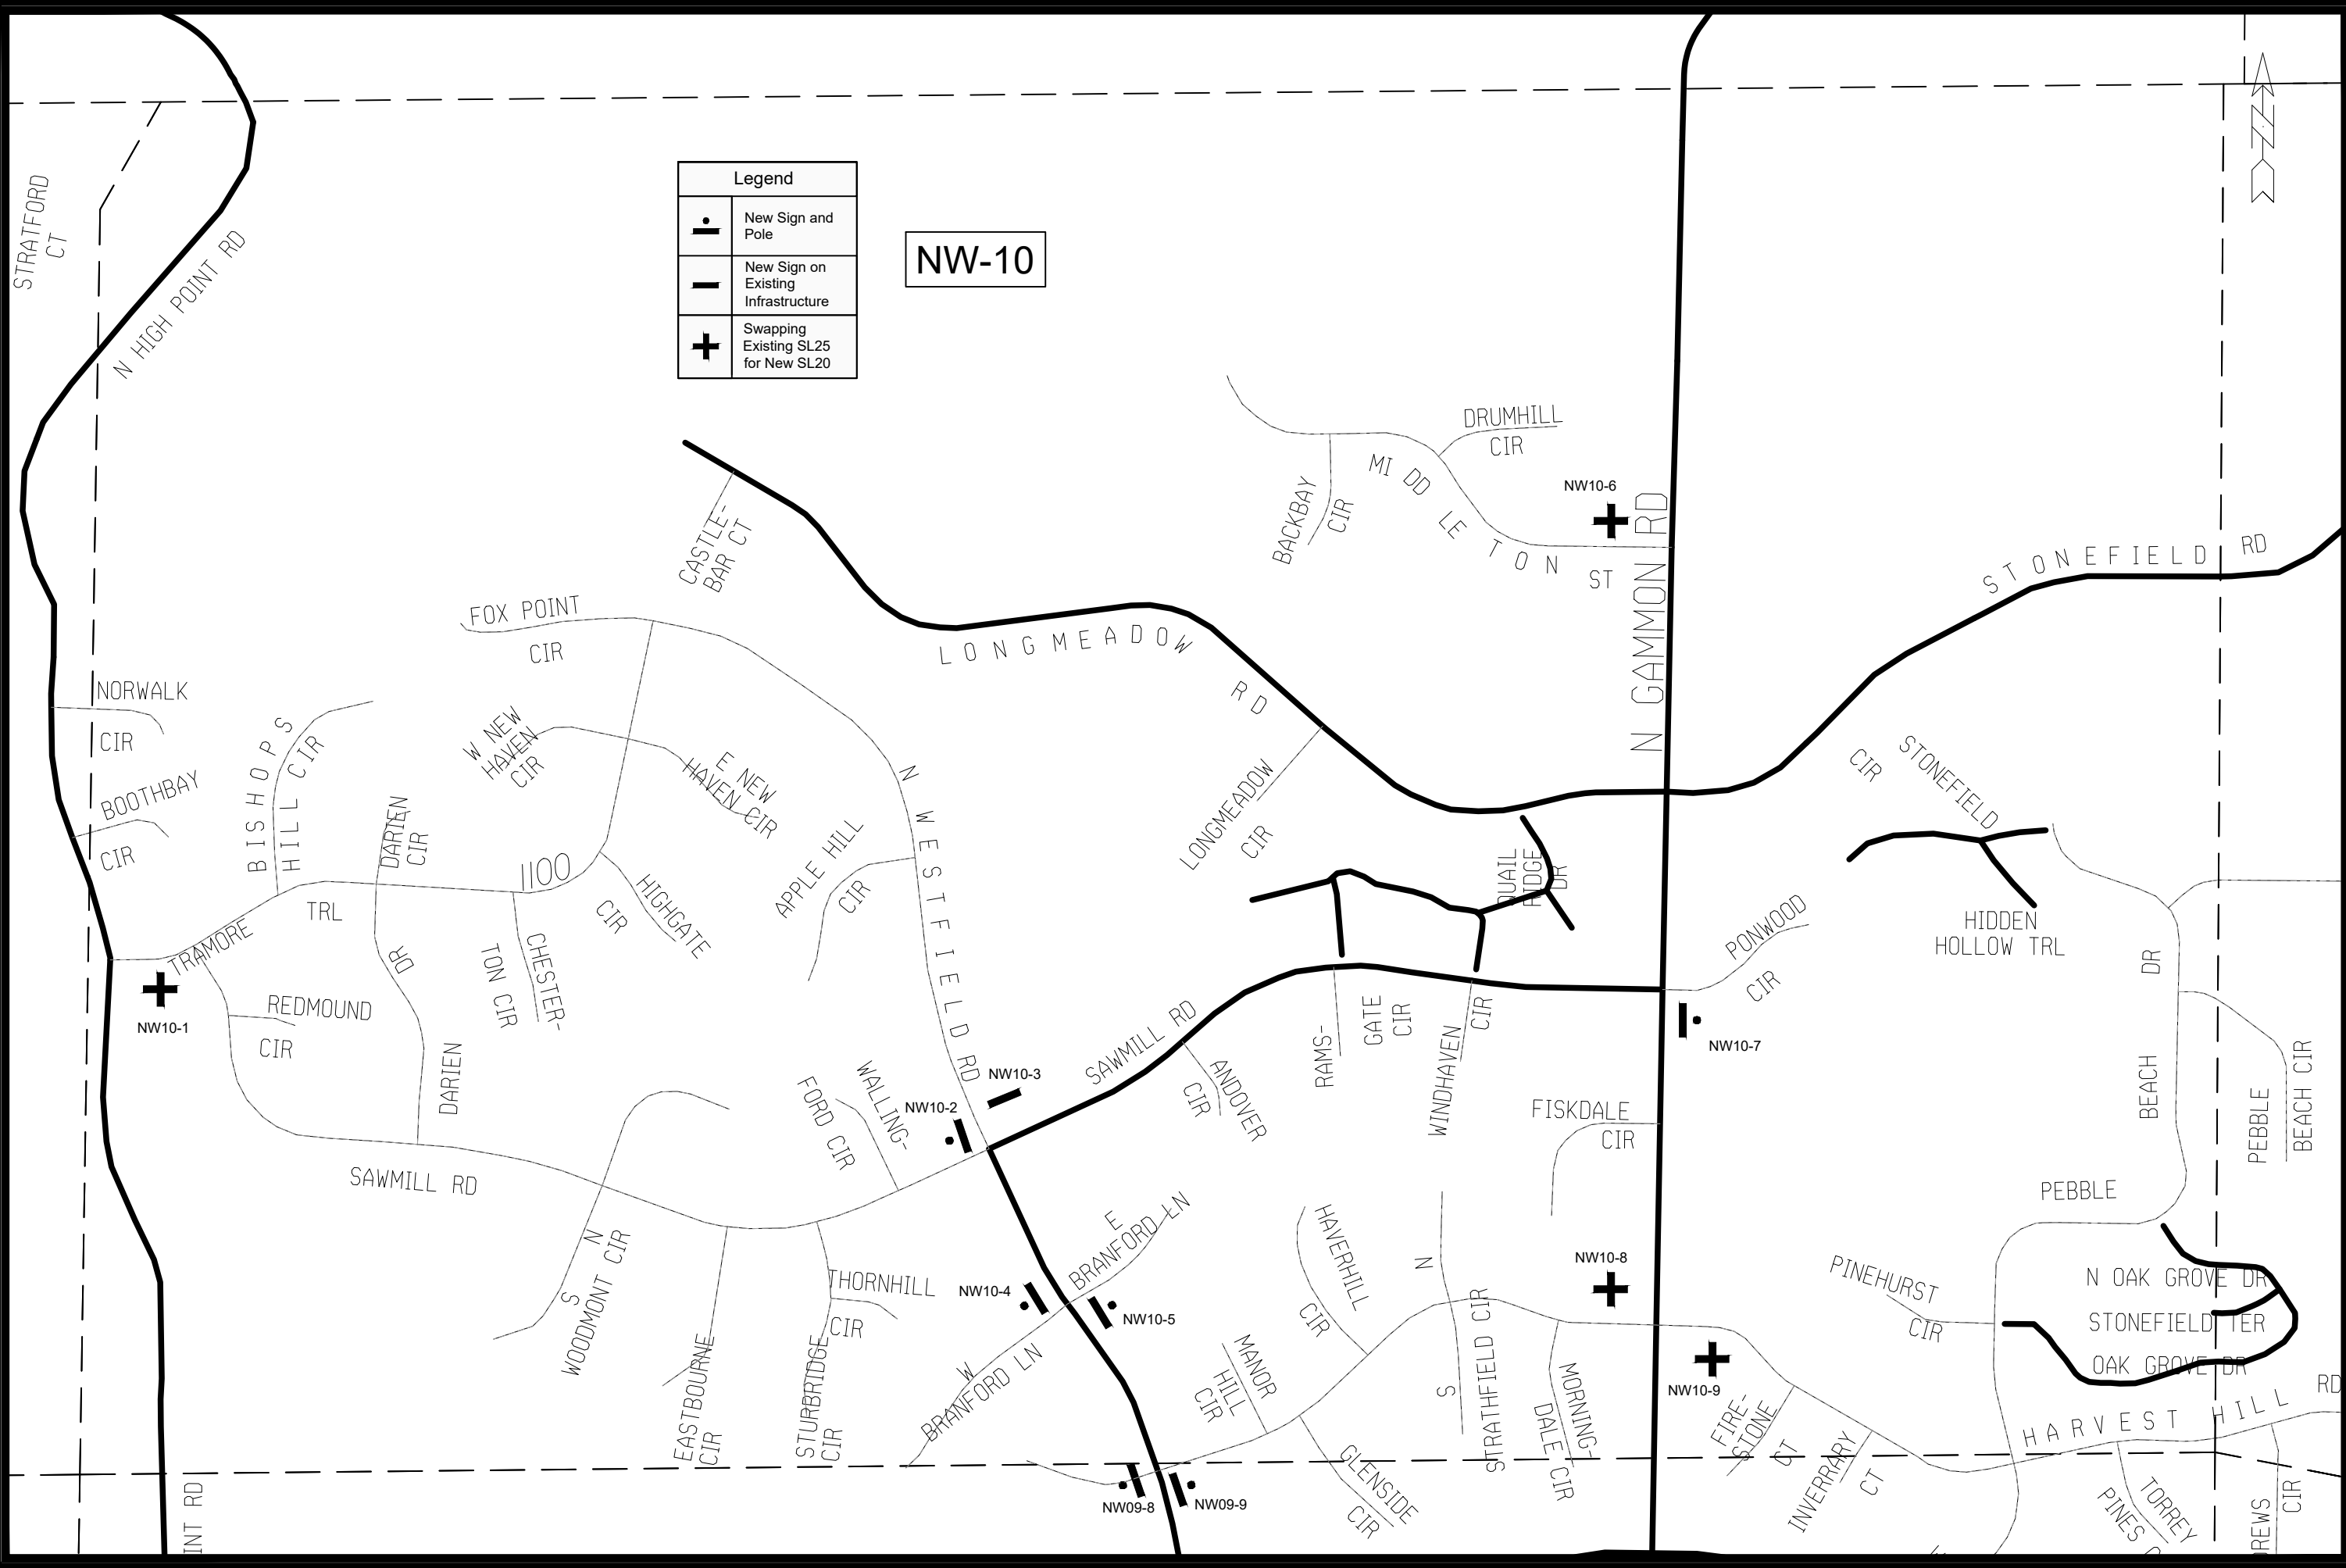 Legend
New Sign and
Pole
New Sign on
Existing
Infrastructure
Swapping
Existing SL25
for New SL20
NW-10
STRATFORD
CT
N HIGH POINT RD
DRUMHILL
CIR
MIDDLETON
ST
BACKBAY
CIR
NW10-6
N GAMMON RD
STONEFIELD RD
CASTLE-
BAR CT
FOX POINT
CIR
LONGMEADOW
RD
NORWALK
CIR
BOOTHBAY
CIR
BISHOPS
HILL CIR
W NEW
HAVEN
CIR
E NEW
HAVEN CIR
DARIEN
CIR
1100
TRL
TRAMORE
HIGHGATE
CIR
APPLE HILL
CIR
N WESTFIELD RD
LONGMEADOW
CIR
QUAIL
RIDGE
DR
STONEFIELD
CIR
HIDDEN
HOLLOW TRL
PONWOOD
CIR
NW10-1
REDMOUND
CIR
DR
DARIEN
CHESTER-
TON CIR
NW10-7
NW10-3
NW10-2
SAWMILL RD
WALLING-
FORD CIR
ANDOVER
CIR
RAMS-
GATE
CIR
WINDHAVEN
CIR
FISKDALE
CIR
DR
BEACH
PEBBLE
PEBBLE
BEACH CIR
SAWMILL RD
N
S
WOODMONT CIR
THORNHILL
CIR
EASTBOURNE
CIR
STURBRIDGE
CIR
NW10-4
E
BRANFORD LN
NW10-5
W
BRANFORD LN
HAVERHILL
CIR
MANOR
HILL
CIR
N
S
STRATHFIELD CIR
NW10-8
MORNING-
DALE CIR
NW10-9
PINEHURST
CIR
N OAK GROVE DR
STONEFIELD TER
OAK GROVE DR
FIRE-
STONE
CT
INVERRARY
CT
HARVEST HILL
RD
GLENSIDE
CIR
NW09-8
NW09-9
INT RD
TORREY
PINES
REWS
CIR